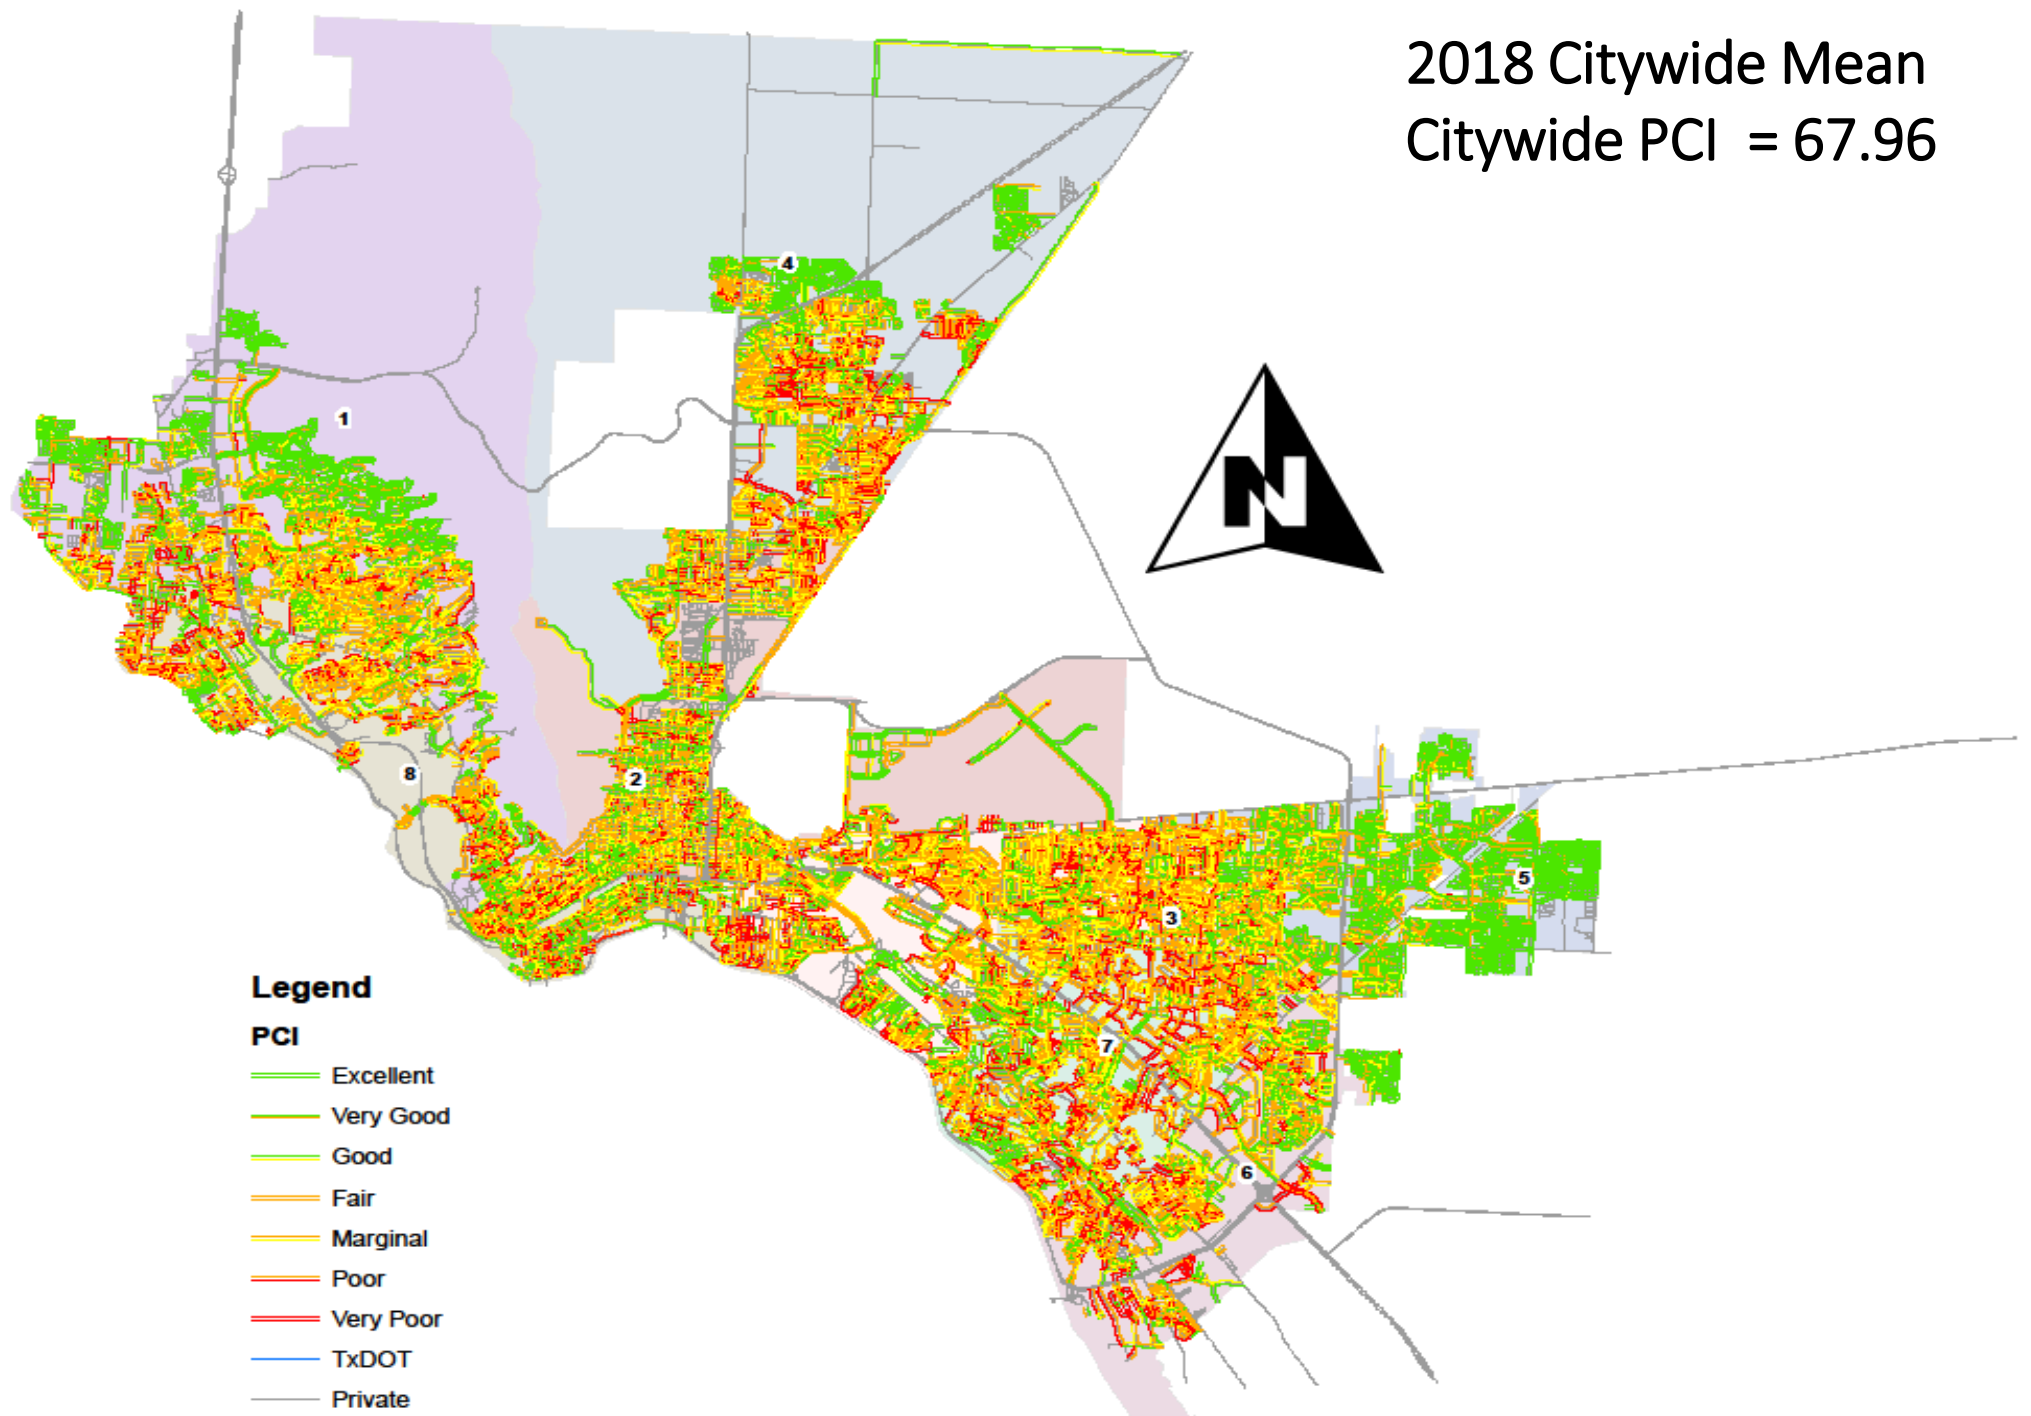 2018 Citywide Mean
Citywide PCI = 67.96
4
1
N
2
8
5
3
7
6
Legend
PCI
Excellent
Very Good
Good
Fair
Marginal
Poor
Very Poor
TxDOT
Private